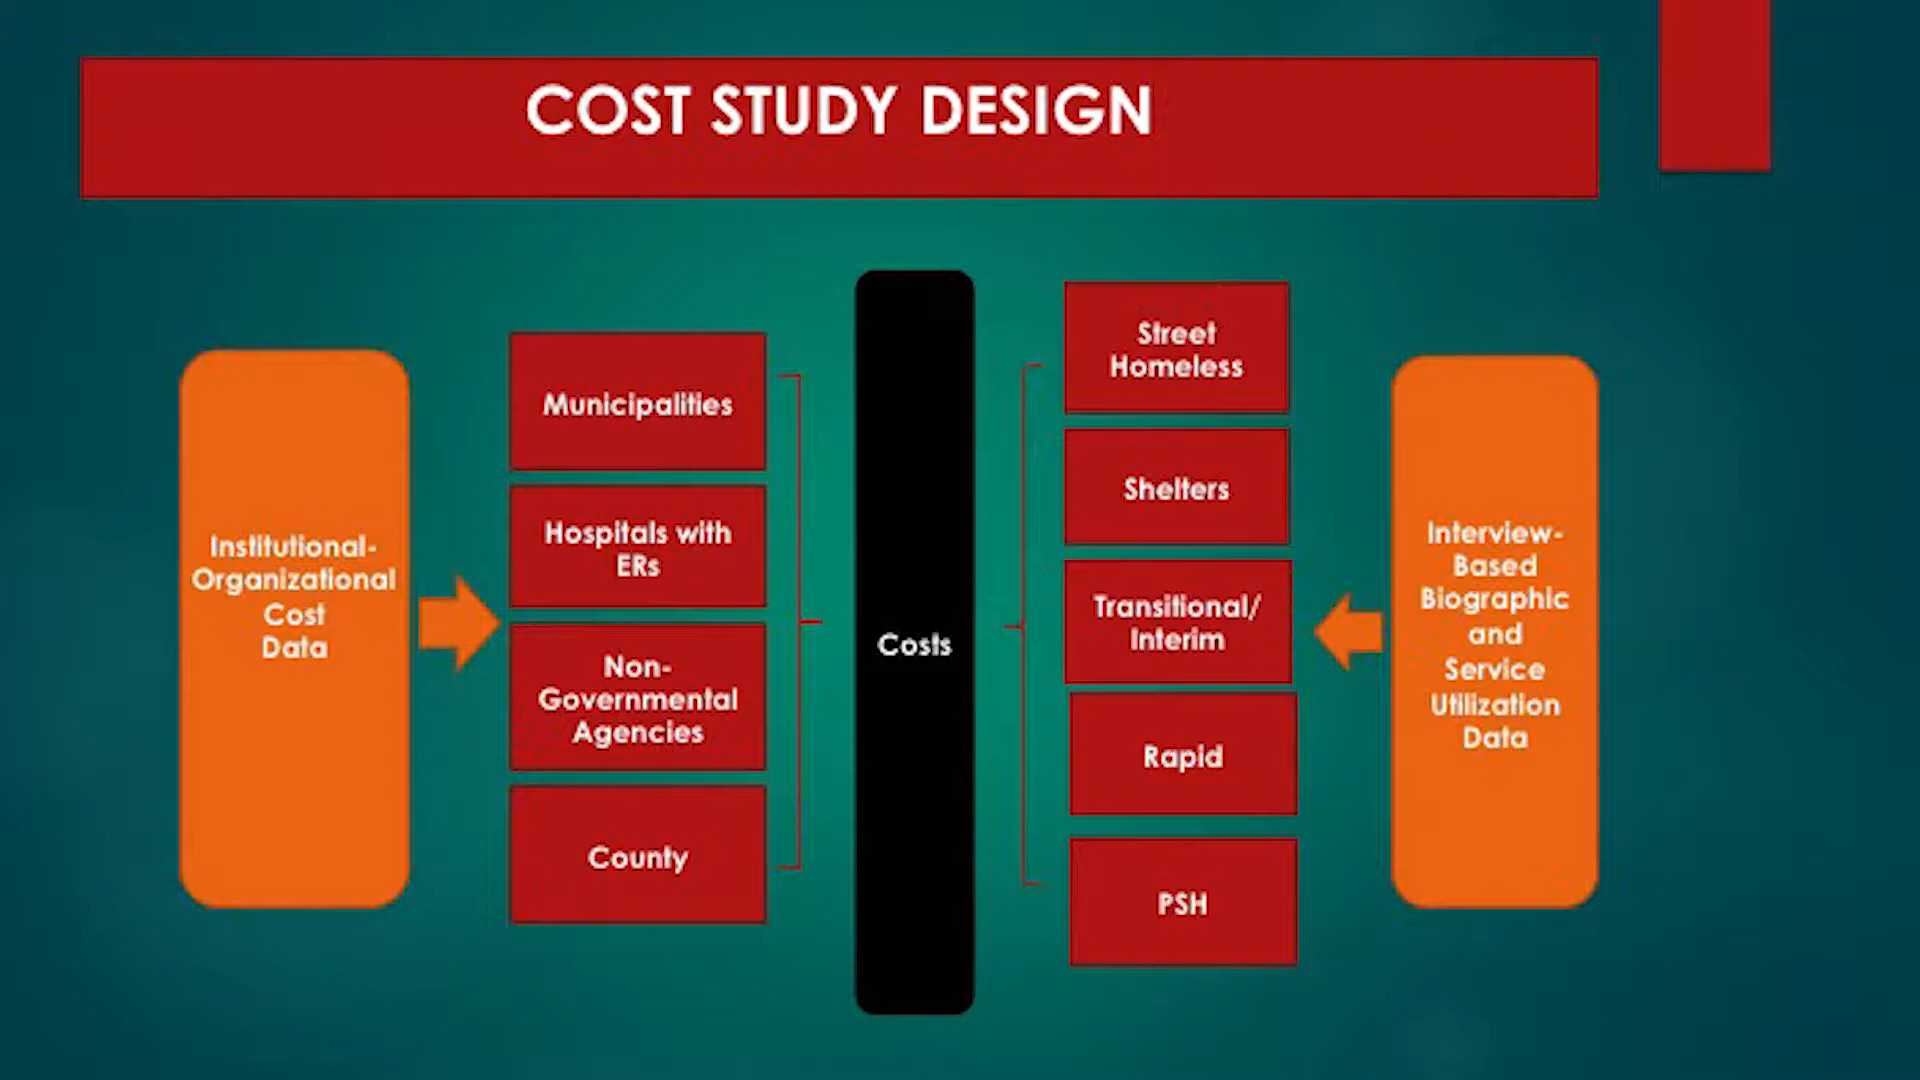 COST STUDY DESIGN
Institutional-
Organizational
Cost
Data
Municipalities
Hospitals with
ERs
Non-
Governmental
Agencies
County
Costs
Street
Homeless
Shelters
Transitional/
Interim
Rapid
PSH
Interview-
Based
Biographic
and
Service
Utilization
Data